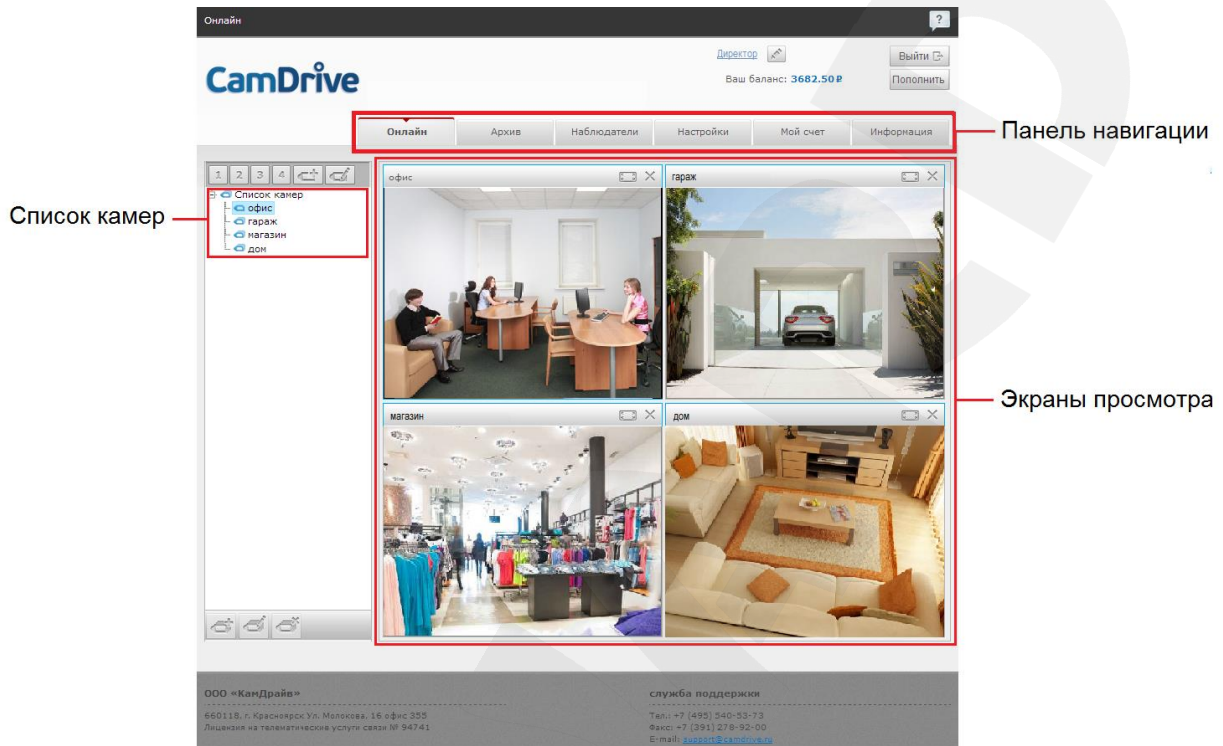 Онлайн
?
Директор
Выйти
CamDrive
Ваш баланс: 3682.50₽
Пополнить
Онлайн
Архив
Наблюдатели
Настройки
Мой счет
Информация
Панель навигации
1 2 3 4
офис
гараж
Список камер
офис
гараж
магазин
дом
Список камер
Экраны просмотра
магазин
дом
ООО «КамДрайв»
660118, г. Красноярск Ул. Молокова, 16 офис 355
Лицензия на телематические услуги связи № 94741
служба поддержки
Тел.: +7 (495) 540-53-73
Факс: +7 (391) 278-92-00
E-mail: support@camdrive.ru